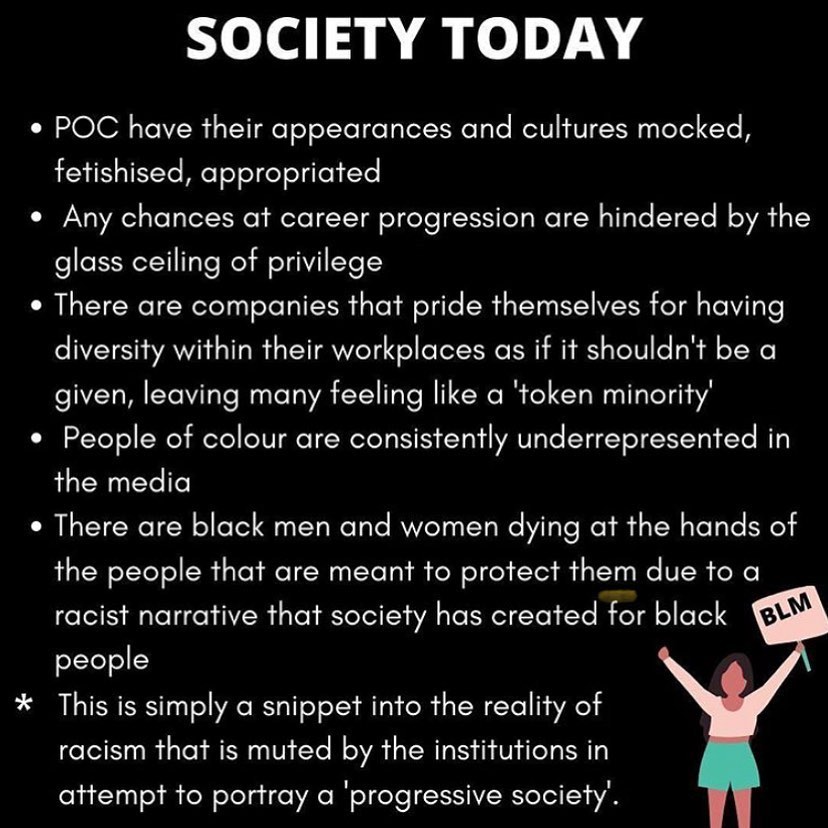 SOCIETY TODAY
• POC have their appearances and cultures mocked,
fetishised, appropriated
• Any chances at career progression are hindered by the
glass ceiling of privilege
• There are companies that pride themselves for having
diversity within their workplaces as if it shouldn't be a
given, leaving many feeling like a 'token minority'
• People of colour are consistently underrepresented in
the media
• There are black men and women dying at the hands of
the people that are meant to protect them due to a
racist narrative that society has created for black
people
BLM
* This is simply a snippet into the reality of
racism that is muted by the institutions in
attempt to portray a 'progressive society'.